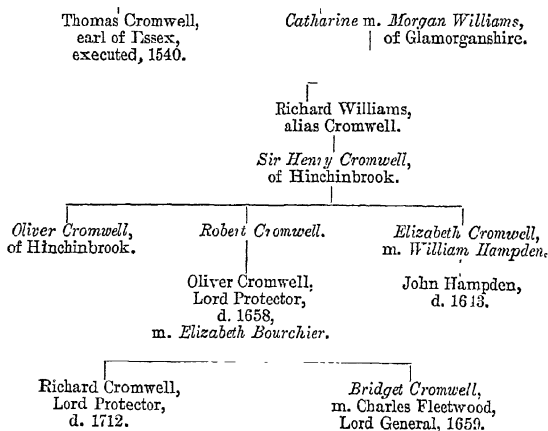 Thomas Cromwell,
earl of Essex,
executed, 1540.
Catharine m. Morgan Williams,
of Glamorganshire.
Richard Williams,
alias Cromwell.
Sir Henry Cromwell,
of Hinchinbrook.
Oliver Cromwell,
of Hinchinbrook.
Robert Cromwell.
Elizabeth Cromwell,
m. William Hampden.
Oliver Cromwell,
Lord Protector,
d. 1658,
m. Elizabeth Bourchier.
John Hampden,
d. 1643.
Richard Cromwell,
Lord Protector,
d. 1712.
Bridget Cromwell,
m. Charles Fleetwood,
Lord General, 1659.